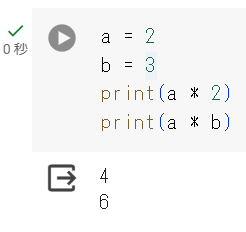 a = 2
b = 3
print(a * 2)
print(a * b)
0 秒
4
6